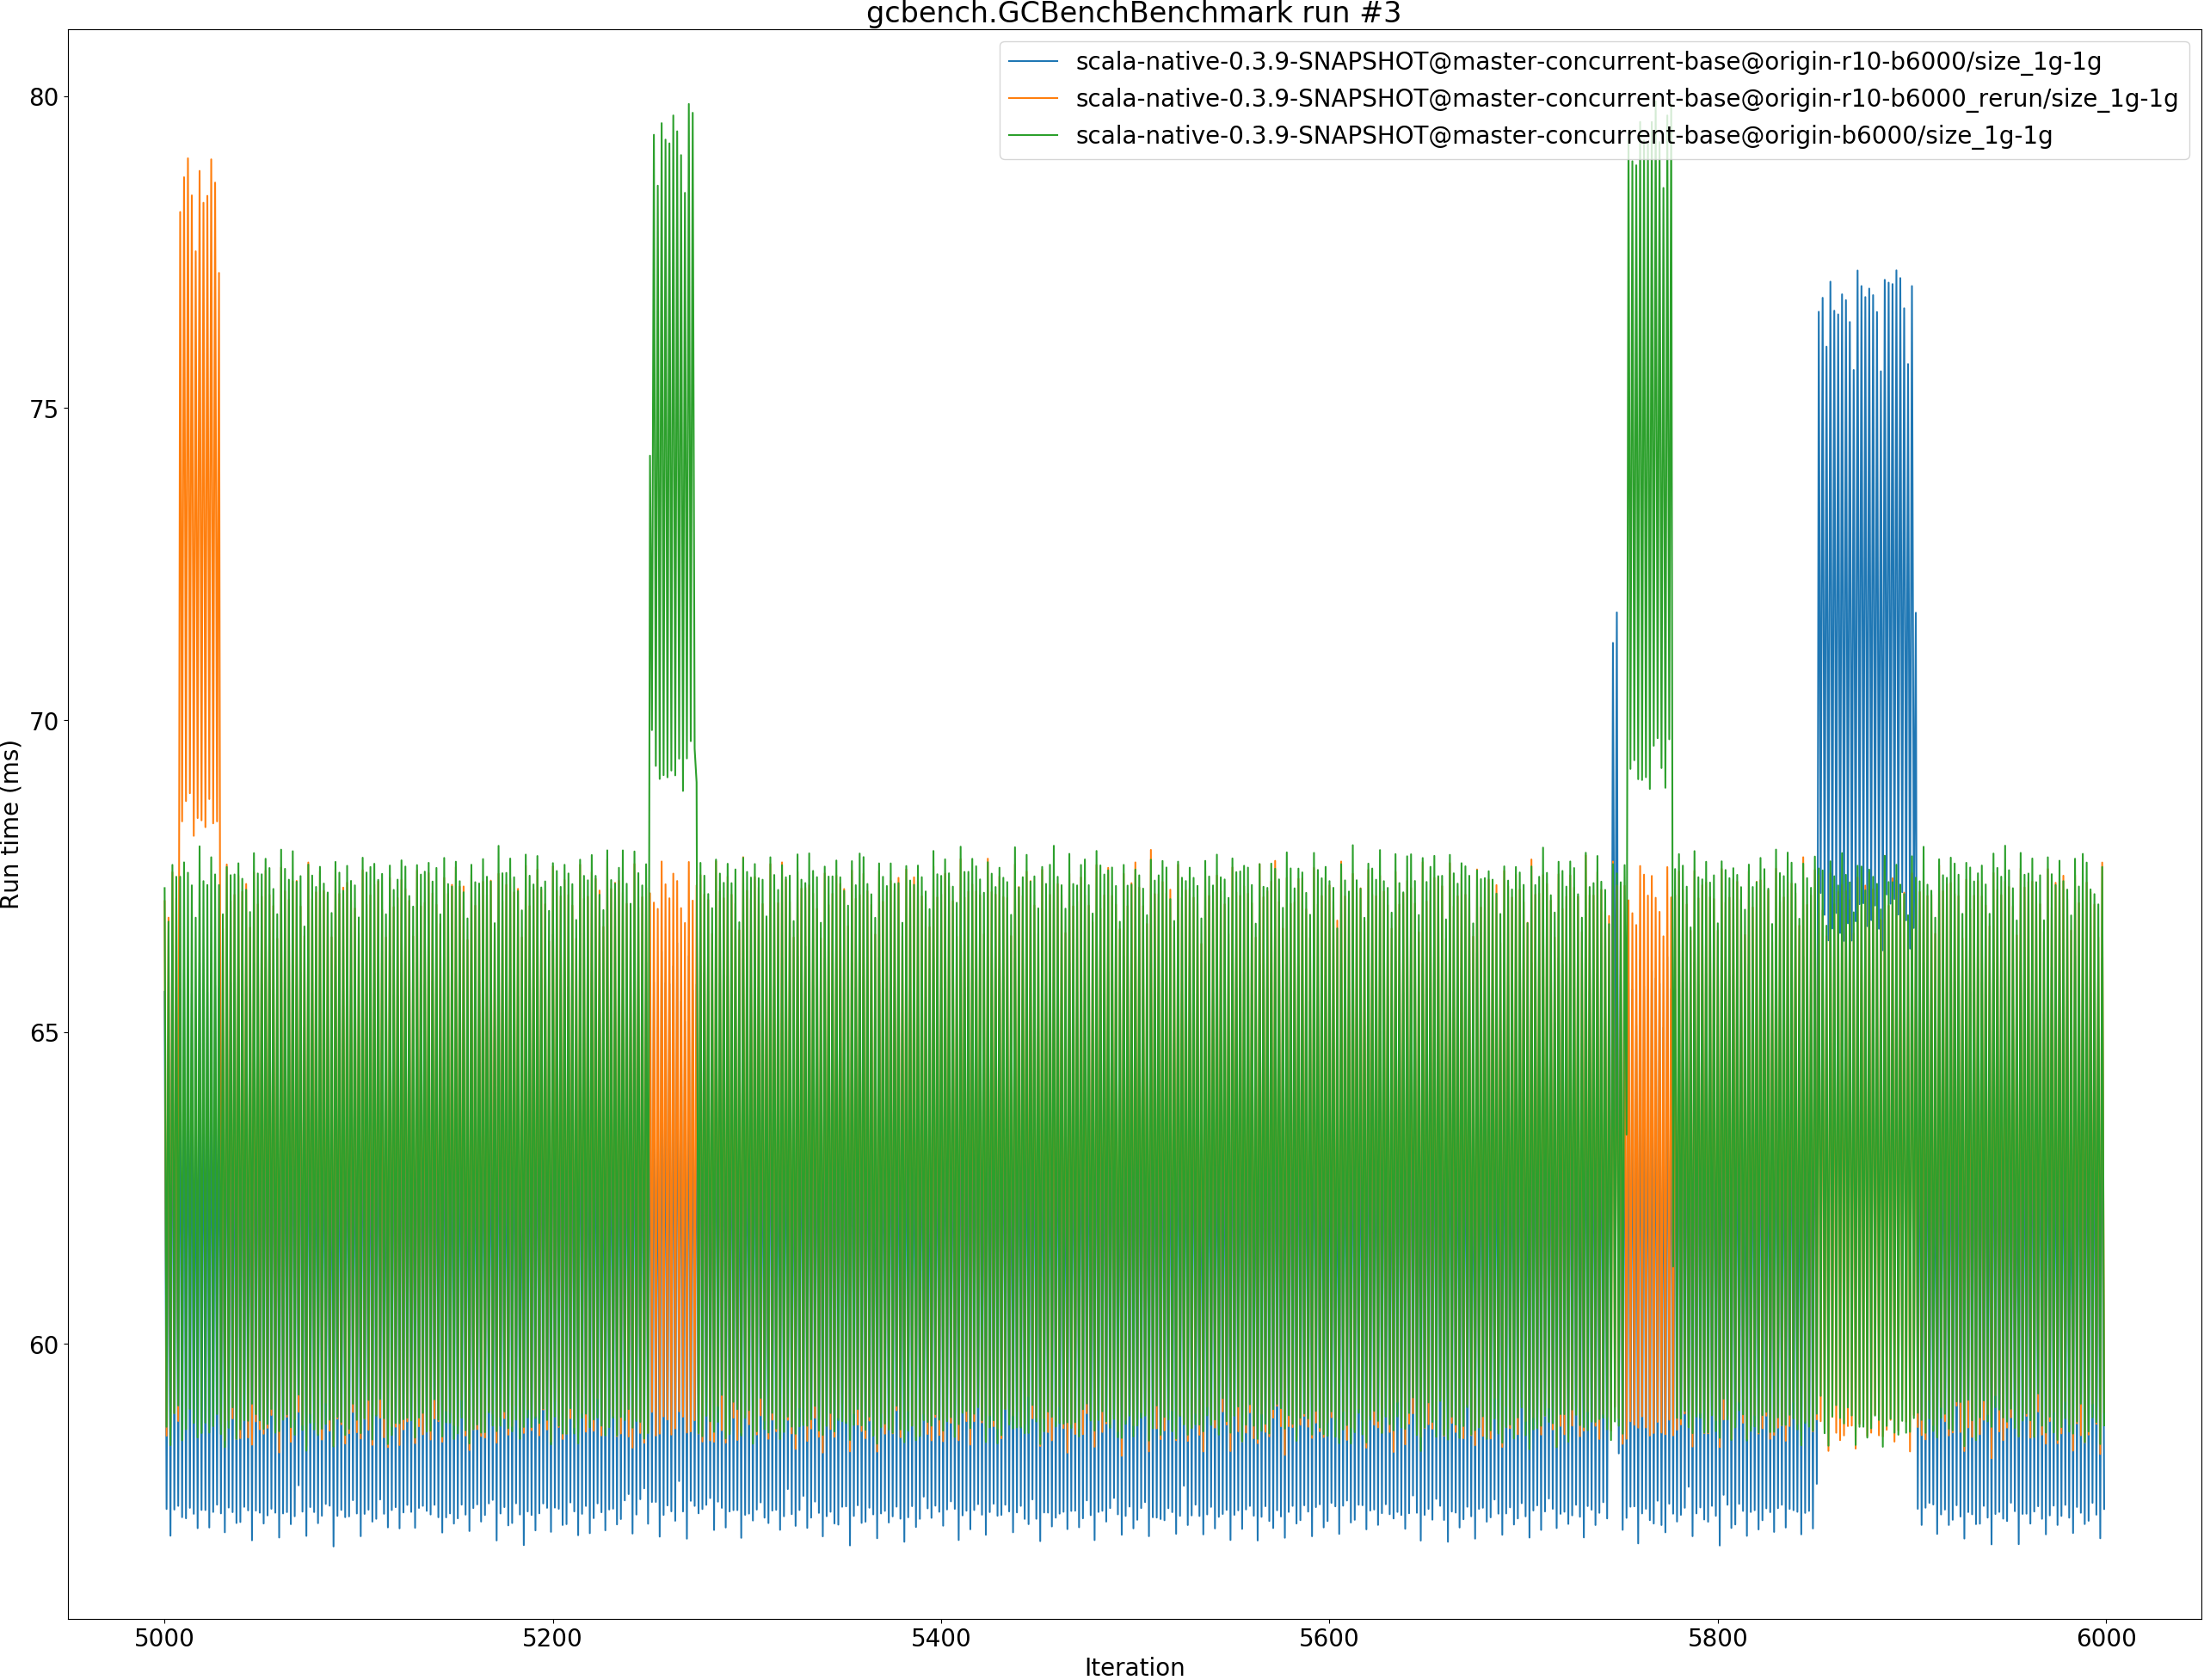 gcbench.GCBenchBenchmark run #3
scala-native-0.3.9-SNAPSHOT@master-concurrent-base@origin-r10-b6000/size_1g-1g
scala-native-0.3.9-SNAPSHOT@master-concurrent-base@origin-r10-b6000_rerun/size_1g-1g
scala-native-0.3.9-SNAPSHOT@master-concurrent-base@origin-b6000/size_1g-1g
80
75
70
65
60
Run time (ms)
5000 5200 5400 5600 5800 6000
Iteration